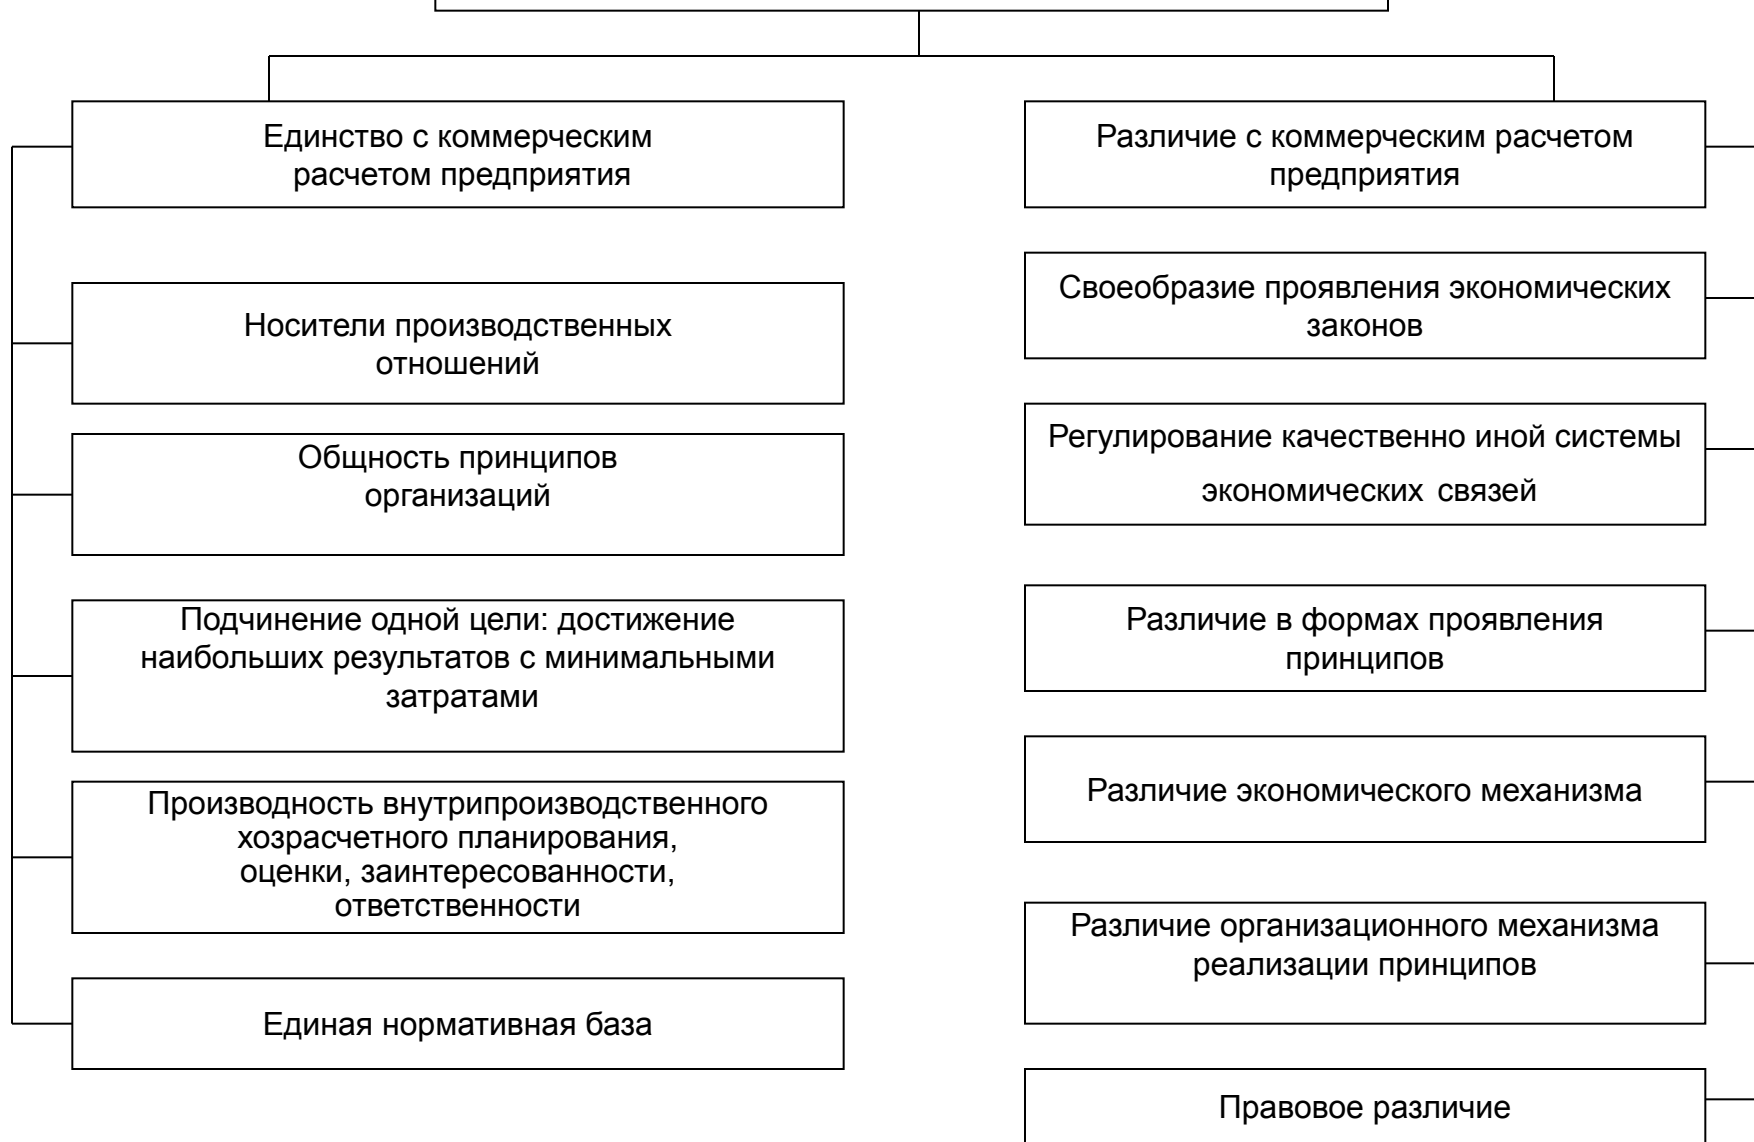 Единство с коммерческим
расчетом предприятия
Носители производственных
отношений
Общность принципов
организаций
Подчинение одной цели: достижение
наибольших результатов с минимальными
затратами
Производность внутрипроизводственного
хозрасчетного планирования,
оценки, заинтересованности,
ответственности
Единая нормативная база
Различие с коммерческим расчетом
предприятия
Своеобразие проявления экономических
законов
Регулирование качественно иной системы
экономических связей
Различие в формах проявления
принципов
Различие экономического механизма
Различие организационного механизма
реализации принципов
Правовое различие